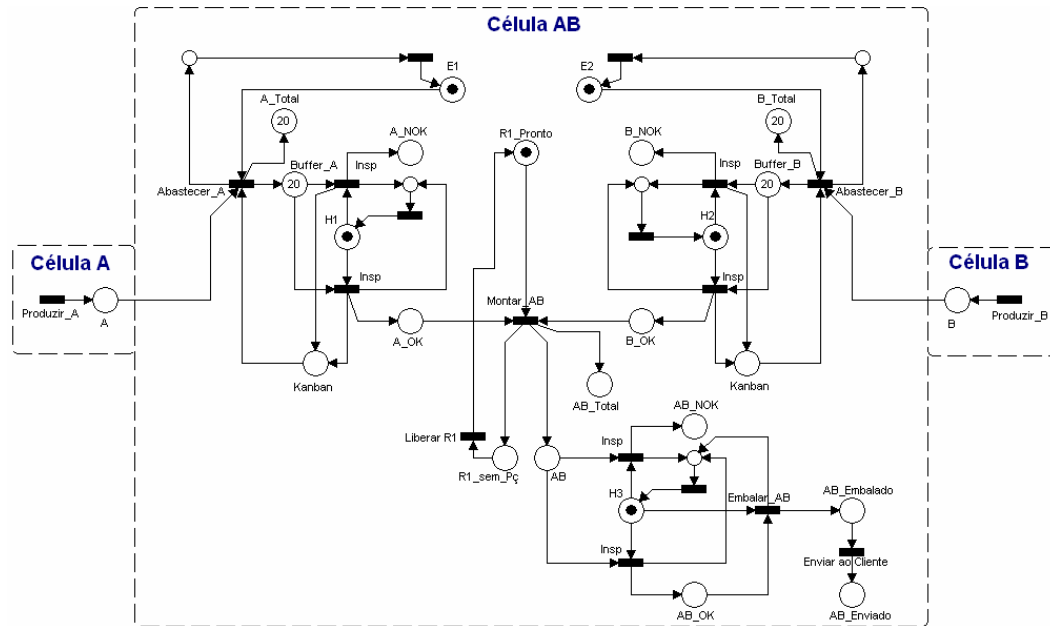 Célula AB
E1
E2
A_Total
20
B_Total
20
A_NOK
R1_Pronto
B_NOK
Buffer_A
20
Insp
Insp
Buffer_B
20
Abastecer_A
Abastecer_B
H1
H2
Célula A
Célula B
Insp
Insp
Produzir_A
A
Montar_AB
B
Produzir_B
A_OK
B_OK
Kanban
Kanban
AB_Total
AB_NOK
Liberar R1
Insp
R1_sem_Pç
AB
H3
Embalar_AB
AB_Embalado
Insp
Enviar ao Cliente
AB_OK
AB_Enviado